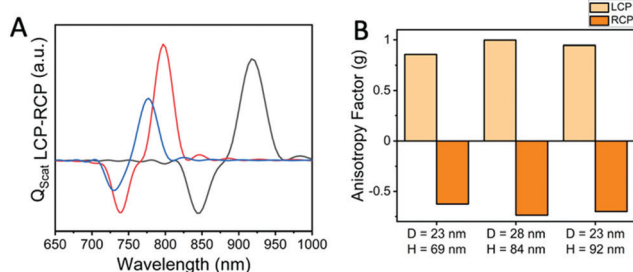 A
Q_Scat LCP-RCP (a.u.)
650 700 750 800 850 900 950 1000
Wavelength (nm)
B
LCP
RCP
Anisotropy Factor (g)
1
0.5
0
-0.5
D = 23 nm D = 28 nm D = 23 nm
H = 69 nm H = 84 nm H = 92 nm